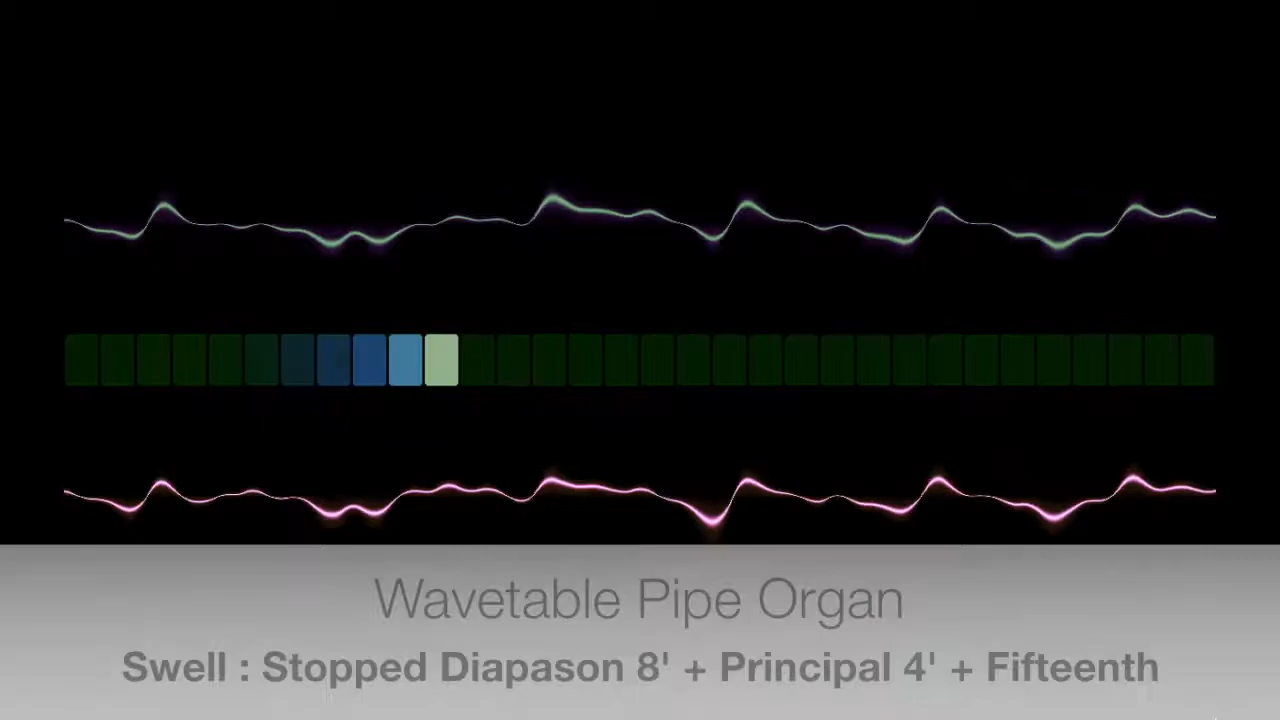 Wavetable Pipe Organ
Swell : Stopped Diapason 8' + Principal 4' + Fifteenth